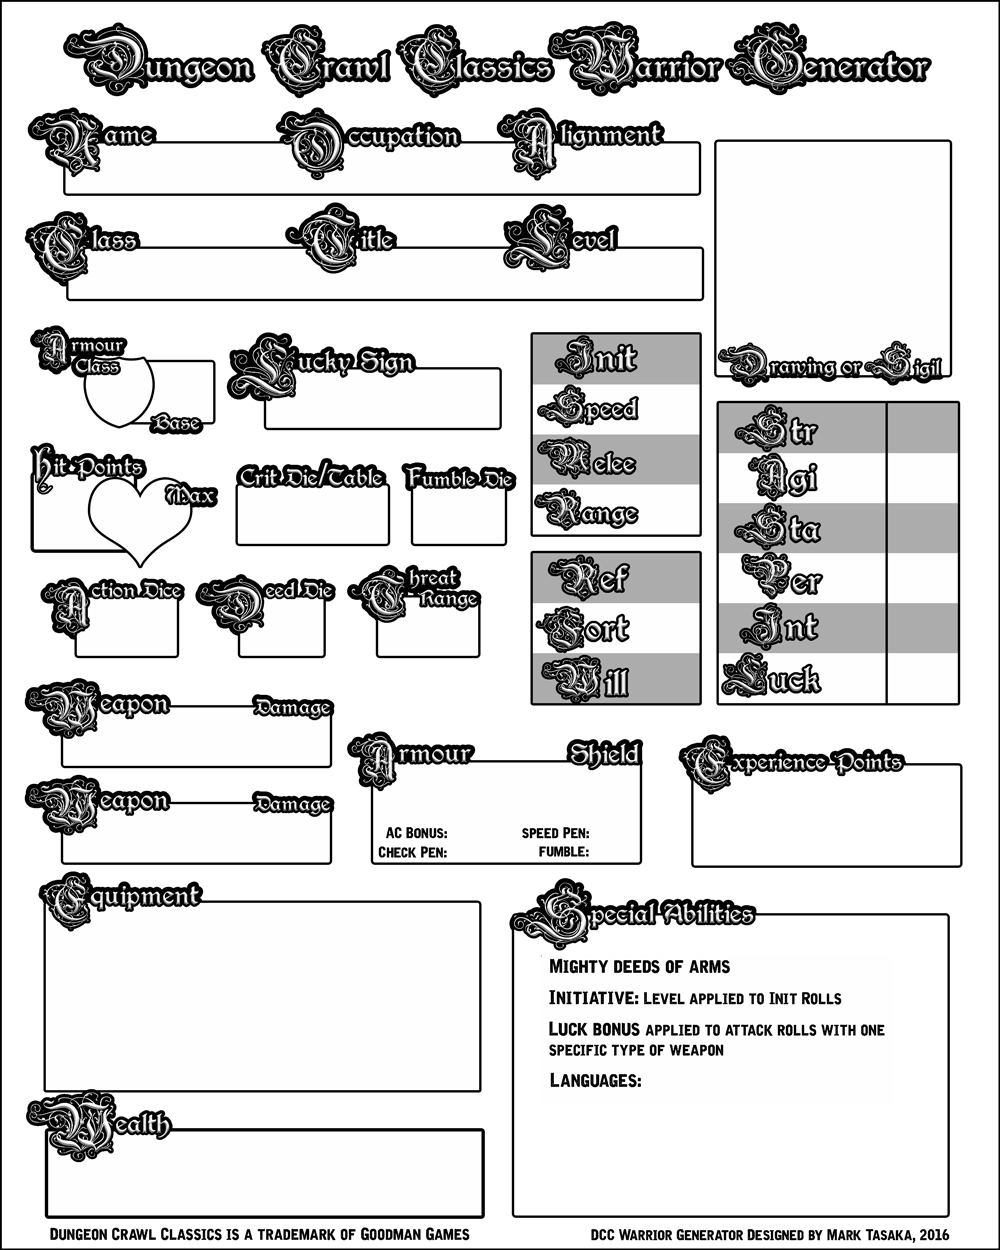 Dungeon Crawl Classics Warrior Generator
Name Occupation Alignment
Class Title Level
Drawing or Sigil
Armour
Class
Base
Lucky Sign
Hit Points
Max
Crit Die/Table
Fumble Die
Action Dice
Deed Die
Threat
Range
Init
Speed
Melee
Range
Ref
Fort
Will
Str
Agi
Sta
Per
Int
Luck
Weapon Damage
Weapon Damage
Armour Shield
AC Bonus: Speed Pen:
Check Pen: Fumble:
Experience Points
Equipment
Wealth
Special Abilities
Mighty deeds of arms
Initiative: Level applied to Init Rolls
Luck bonus applied to attack rolls with one
specific type of weapon
Languages:
Dungeon Crawl Classics is a trademark of Goodman Games
DCC Warrior Generator Designed by Mark Tasaka, 2016